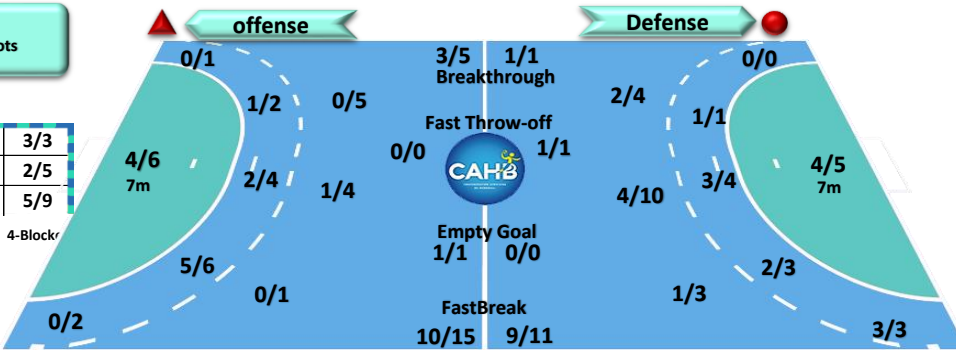 ots
offense
Defense
0/1
3/5
1/1
0/0
Breakthrough
1/2
0/5
2/4
1/1
Fast Throw-off
3/3
0/0
1/1
4/6
7m
CAHB
4/5
7m
2/5
2/4
1/4
4/10
3/4
5/9
4-Block
Empty Goal
1/1
0/0
5/6
2/3
0/1
1/3
FastBreak
0/2
10/15
9/11
3/3